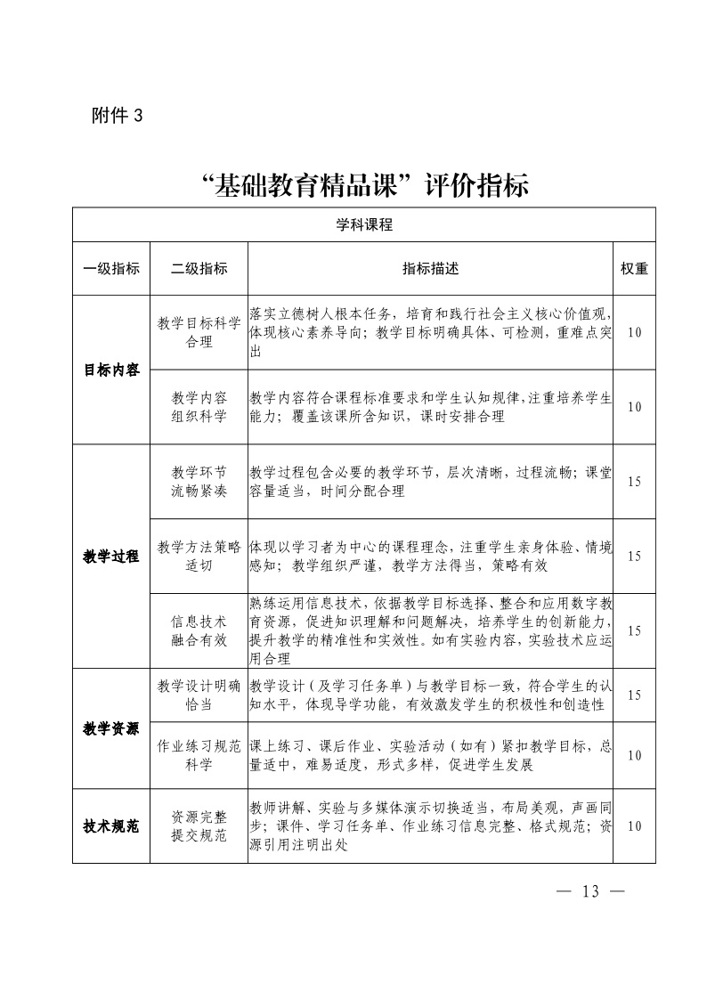 附件 3
“基础教育精品课”评价指标
学科课程
一级指标 二级指标 指标描述 权重
目标内容
教学目标科学
合理
落实立德树人根本任务，培育和践行社会主义核心价值观，
体现核心素养导向；教学目标明确具体、可检测，重难点突
出
10
教学内容
组织科学
教学内容符合课程标准要求和学生认知规律，注重培养学生
能力；覆盖该课所含知识，课时安排合理
10
教学过程
教学环节
流畅紧凑
教学过程包含必要的教学环节，层次清晰，过程流畅；课堂
容量适当，时间分配合理
15
教学方法策略
适切
体现以学习者为中心的课程理念，注重学生亲身体验、情境
感知；教学组织严谨，教学方法得当，策略有效
15
信息技术
融合有效
熟练运用信息技术，依据教学目标选择、整合和应用数字教
育资源，促进知识理解和问题解决，培养学生的创新能力，
提升教学的精准性和实效性。如有实验内容，实验技术应运
用合理
15
教学资源
教学设计明确
恰当
教学设计（及学习任务单）与教学目标一致，符合学生的认
知水平，体现导学功能，有效激发学生的积极性和创造性
15
作业练习规范
科学
课上练习、课后作业、实验活动（如有）紧扣教学目标，总
量适中，难易适度，形式多样，促进学生发展
10
技术规范
资源完整
提交规范
教师讲解、实验与多媒体演示切换适当，布局美观，声画同
步；课件、学习任务单、作业练习信息完整、格式规范；资
源引用注明出处
10
— 13 —